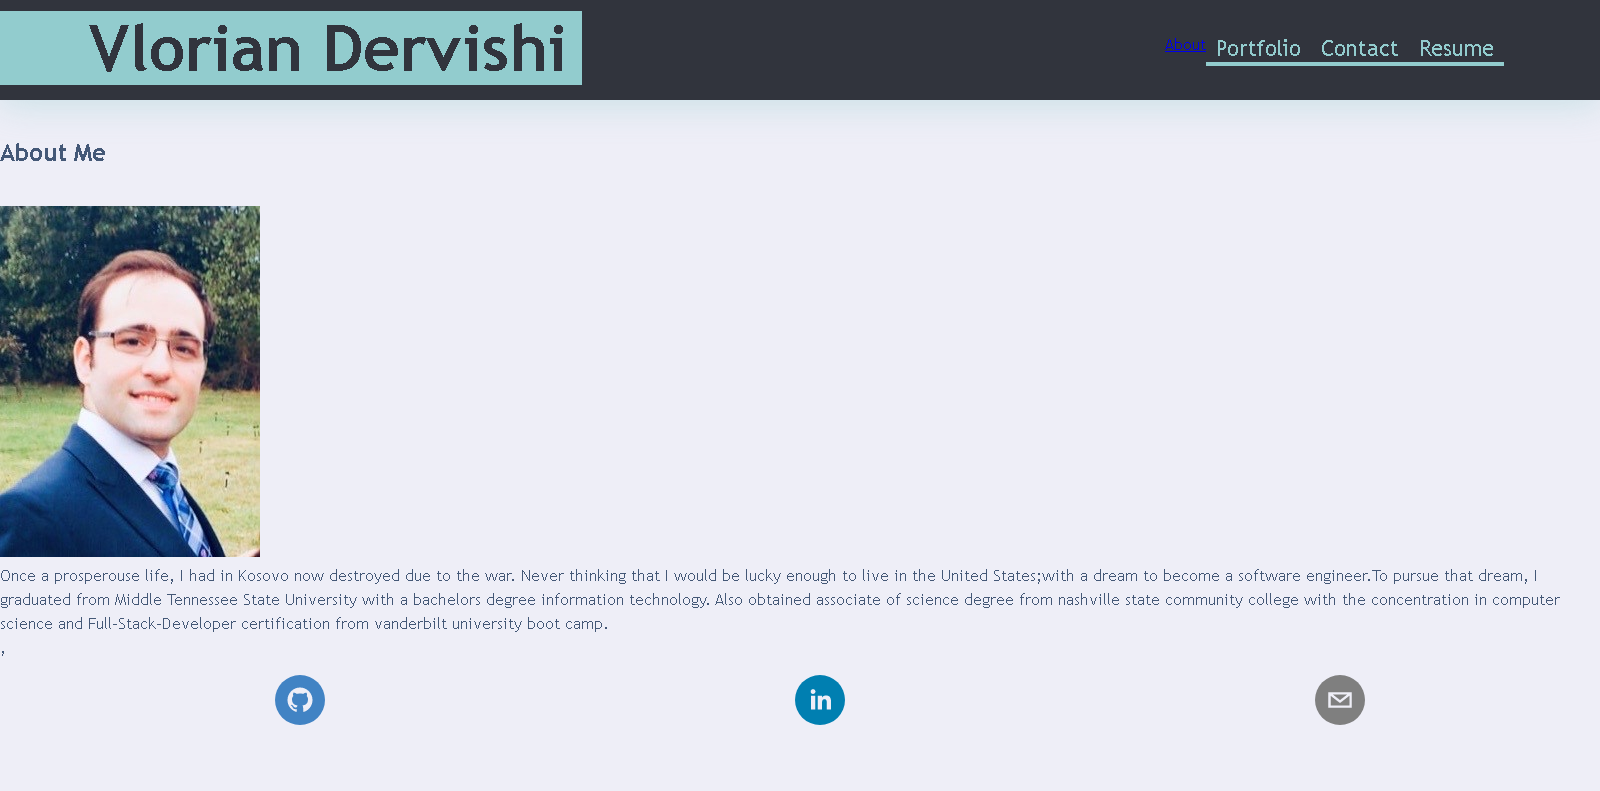 Vlorian Dervishi
About Portfolio Contact Resume
About Me
Once a prosperouse life, I had in Kosovo now destroyed due to the war. Never thinking that I would be lucky enough to live in the United States;with a dream to become a software engineer.To pursue that dream, I
graduated from Middle Tennessee State University with a bachelors degree information technology. Also obtained associate of science degree from nashville state community college with the concentration in computer
science and Full-Stack-Developer certification from vanderbilt university boot camp.
,
in